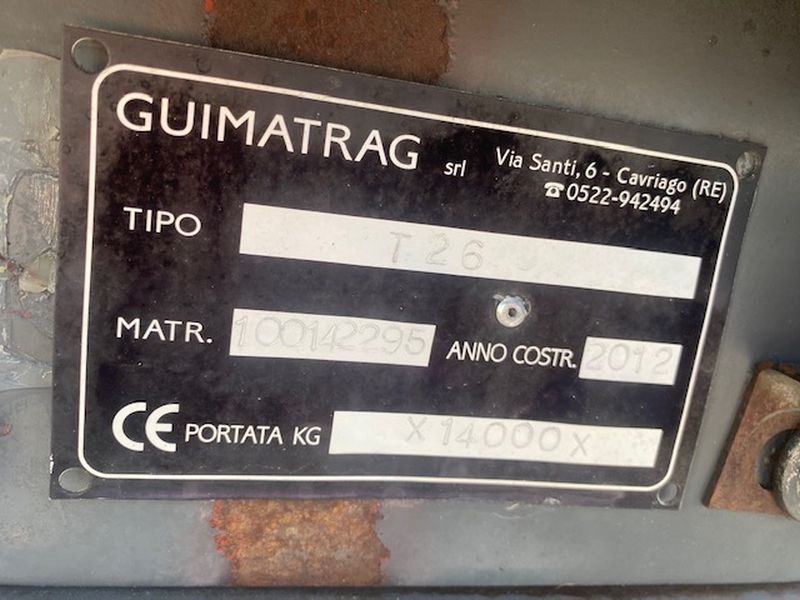 GUIMATRAG srl
Via Santi, 6 - Cavriago (RE)
☎0522-942494
TIPO T26
MATR. 100142295 ANNO COSTR. 2012
CE PORTATA KG X14000X